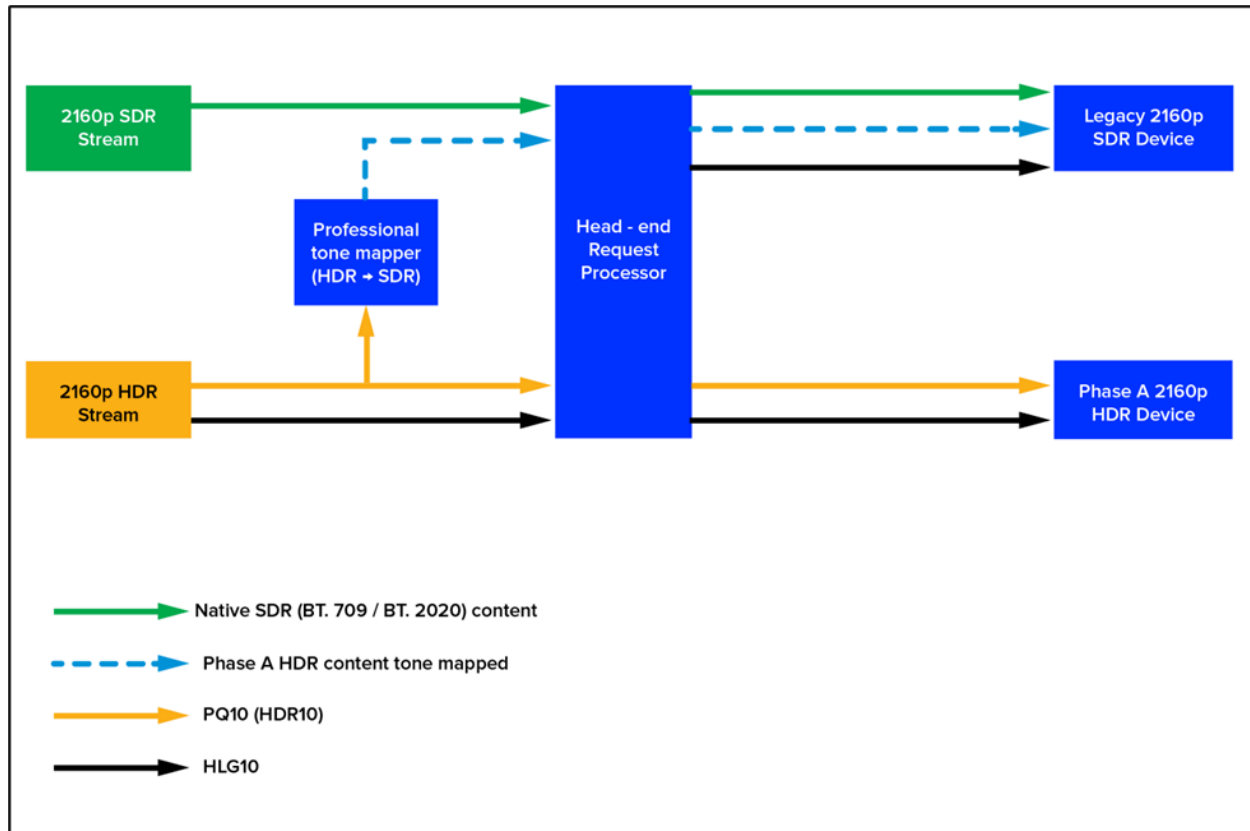 2160p SDR
Stream
Legacy 2160p
SDR Device
Professional
tone mapper
(HDR → SDR)
Head - end
Request
Processor
2160p HDR
Stream
Phase A 2160p
HDR Device
Native SDR (BT. 709 / BT. 2020) content
Phase A HDR content tone mapped
PQ10 (HDR10)
HLG10